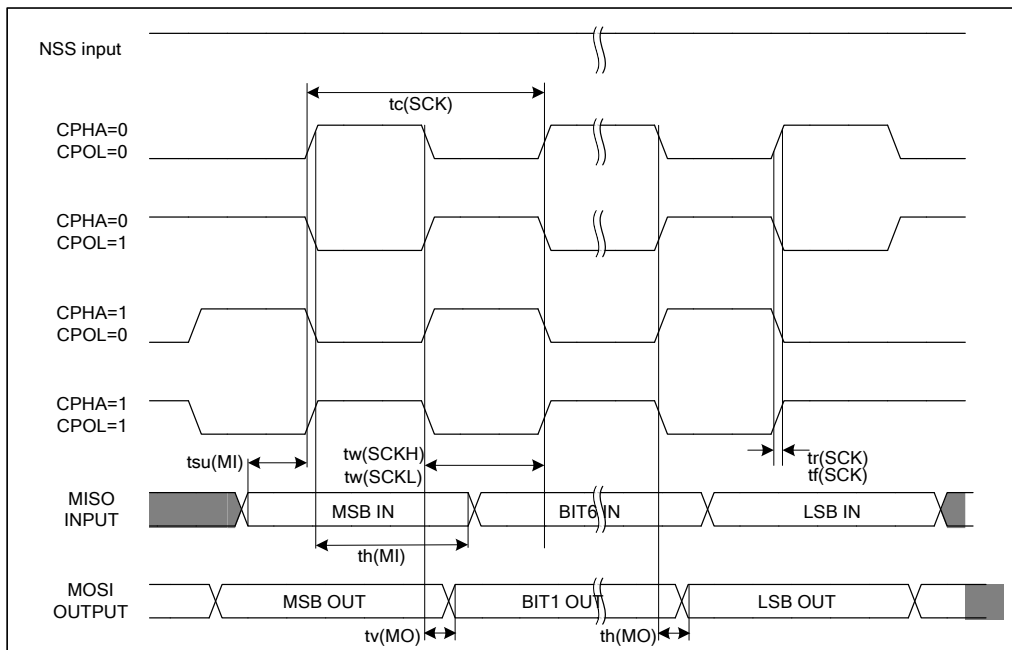 NSS input
tc(SCK)
CPHA=0
CPOL=0
CPHA=0
CPOL=1
CPHA=1
CPOL=0
CPHA=1
CPOL=1
tsu(MI)
tw(SCKH)
tw(SCKL)
tr(SCK)
tf(SCK)
MISO
INPUT
MSB IN
BIT6 IN
LSB IN
th(MI)
MOSI
OUTPUT
MSB OUT
BIT1 OUT
LSB OUT
tv(MO)
th(MO)